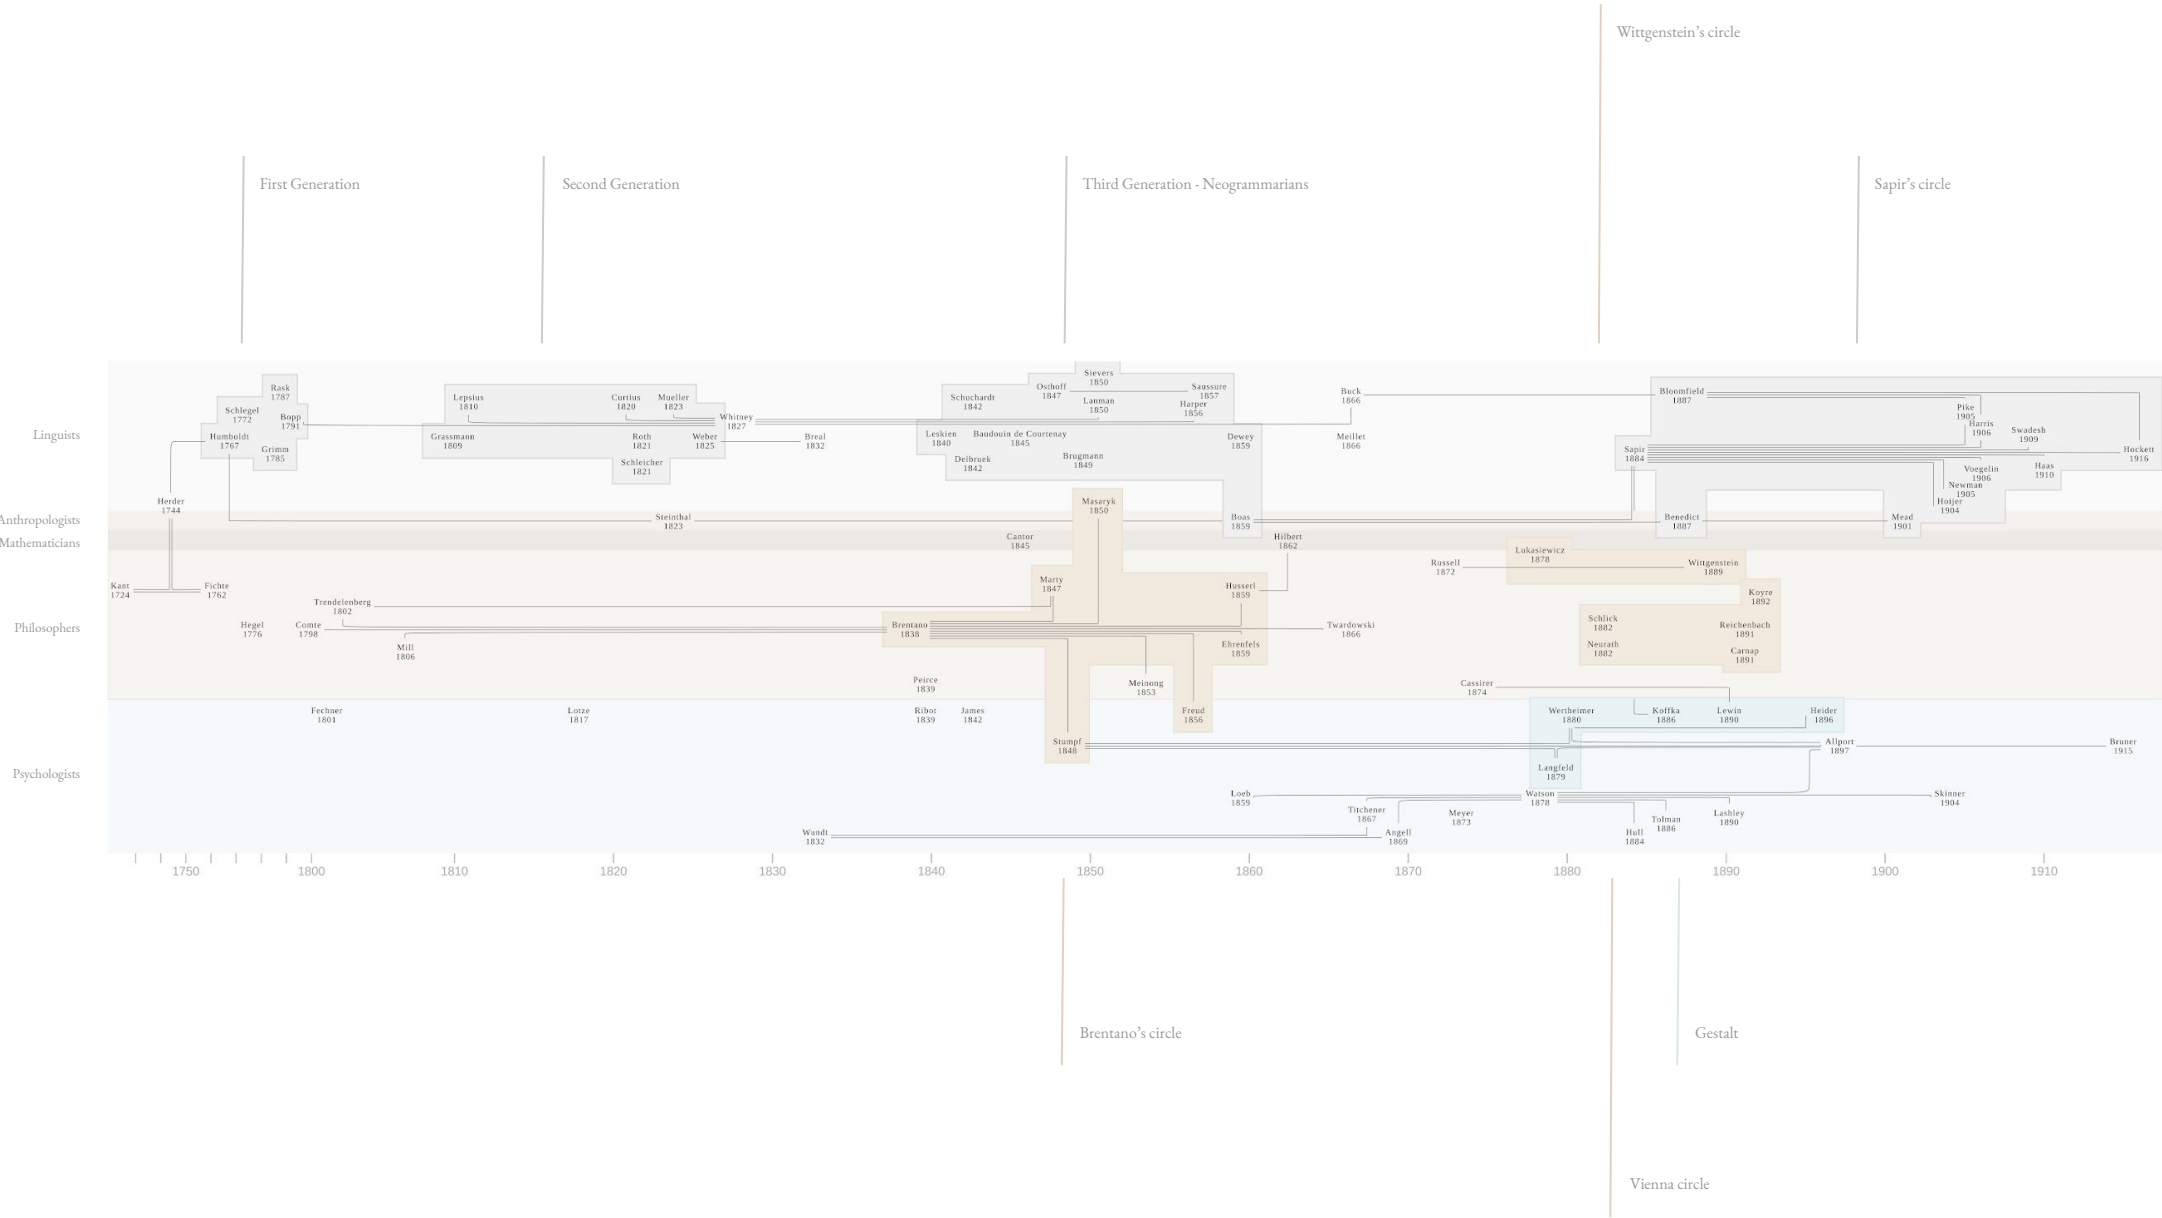 Wittgenstein's circle
First Generation
Second Generation
Third Generation - Neogrammarians
Sapir's circle
Linguists
Anthropologists
Mathematicians
Philosophers
Psychologists
Rask
1787
Schlegel
1772
Bopp
1791
Humboldt
1767
Grimm
1785
Herder
1744
Kant
1724
Fichte
1762
Hegel
1776
Comte
1798
Trendelenberg
1802
Mill
1806
Fechner
1801
Lotze
1817
Lepsius
1810
Curtius
1820
Mueller
1823
Whitney
1827
Grassmann
1809
Roth
1821
Weber
1825
Breal
1832
Schleicher
1821
Steinthal
1823
Wundt
1832
Sievers
1850
Osthoff
1847
Saussure
1857
Schuchardt
1842
Lanman
1850
Harper
1856
Leskien
1840
Baudouin de Courtenay
1845
Dewey
1859
Delbruek
1842
Brugmann
1849
Masaryk
1850
Boas
1859
Cantor
1845
Hilbert
1862
Marty
1847
Husserl
1859
Brentano
1838
Twardowski
1866
Ehrenfels
1859
Peirce
1839
Meinong
1853
Ribot
1839
James
1842
Freud
1856
Stumpf
1848
Loeb
1859
Titchener
1867
Angell
1869
Meyer
1873
Buck
1866
Meillet
1866
Bloomfield
1887
Pike
1905
Harris
1906
Swadesh
1909
Sapir
1884
Hockett
1916
Voegelin
1906
Haas
1910
Newman
1905
Hoijer
1904
Benedict
1887
Mead
1901
Lukasiewicz
1878
Russell
1872
Wittgenstein
1889
Koyre
1892
Schlick
1882
Reichenbach
1891
Neurath
1882
Carnap
1891
Cassirer
1874
Wertheimer
1880
Koffka
1886
Lewin
1890
Heider
1896
Allport
1897
Bruner
1915
Langfeld
1879
Watson
1878
Skinner
1904
Lashley
1890
Tolman
1886
Hull
1884
1750
1800
1810
1820
1830
1840
1850
1860
1870
1880
1890
1900
1910
Brentano's circle
Gestalt
Vienna circle